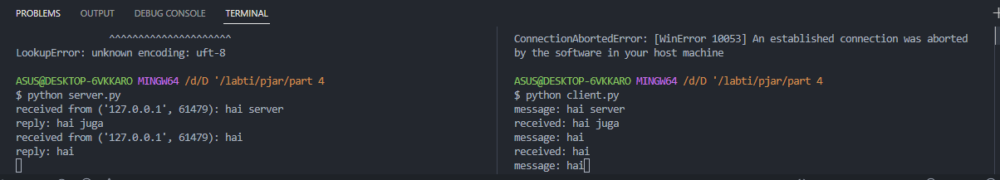 PROBLEMS OUTPUT DEBUG CONSOLE TERMINAL
^^^^^^^^^^^^^^^^^^^^^
LookupError: unknown encoding: uft-8
ASUS@DESKTOP-6VKKARO MINGW64 /d/D '/labti/pjar/part 4
$ python server.py
received from ('127.0.0.1', 61479): hai server
reply: hai juga
received from ('127.0.0.1', 61479): hai
reply: hai
ConnectionAbortedError: [WinError 10053] An established connection was aborted
by the software in your host machine
ASUS@DESKTOP-6VKKARO MINGW64 /d/D '/labti/pjar/part 4
$ python client.py
message: hai server
received: hai juga
message: hai
received: hai
message: hai